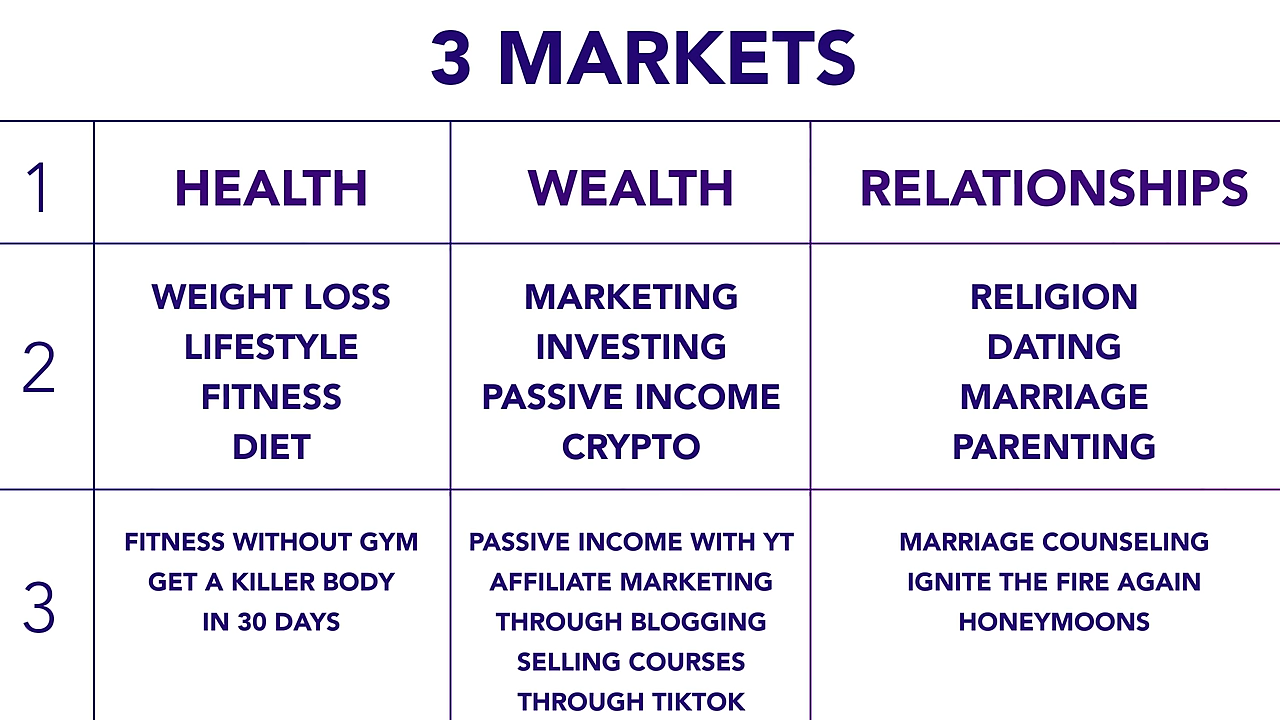 3 MARKETS
1
HEALTH
WEALTH
RELATIONSHIPS
2
WEIGHT LOSS
LIFESTYLE
FITNESS
DIET
MARKETING
INVESTING
PASSIVE INCOME
CRYPTO
RELIGION
DATING
MARRIAGE
PARENTING
3
FITNESS WITHOUT GYM
GET A KILLER BODY
IN 30 DAYS
PASSIVE INCOME WITH YT
AFFILIATE MARKETING
THROUGH BLOGGING
SELLING COURSES
THROUGH TIKTOK
MARRIAGE COUNSELING
IGNITE THE FIRE AGAIN
HONEYMOONS